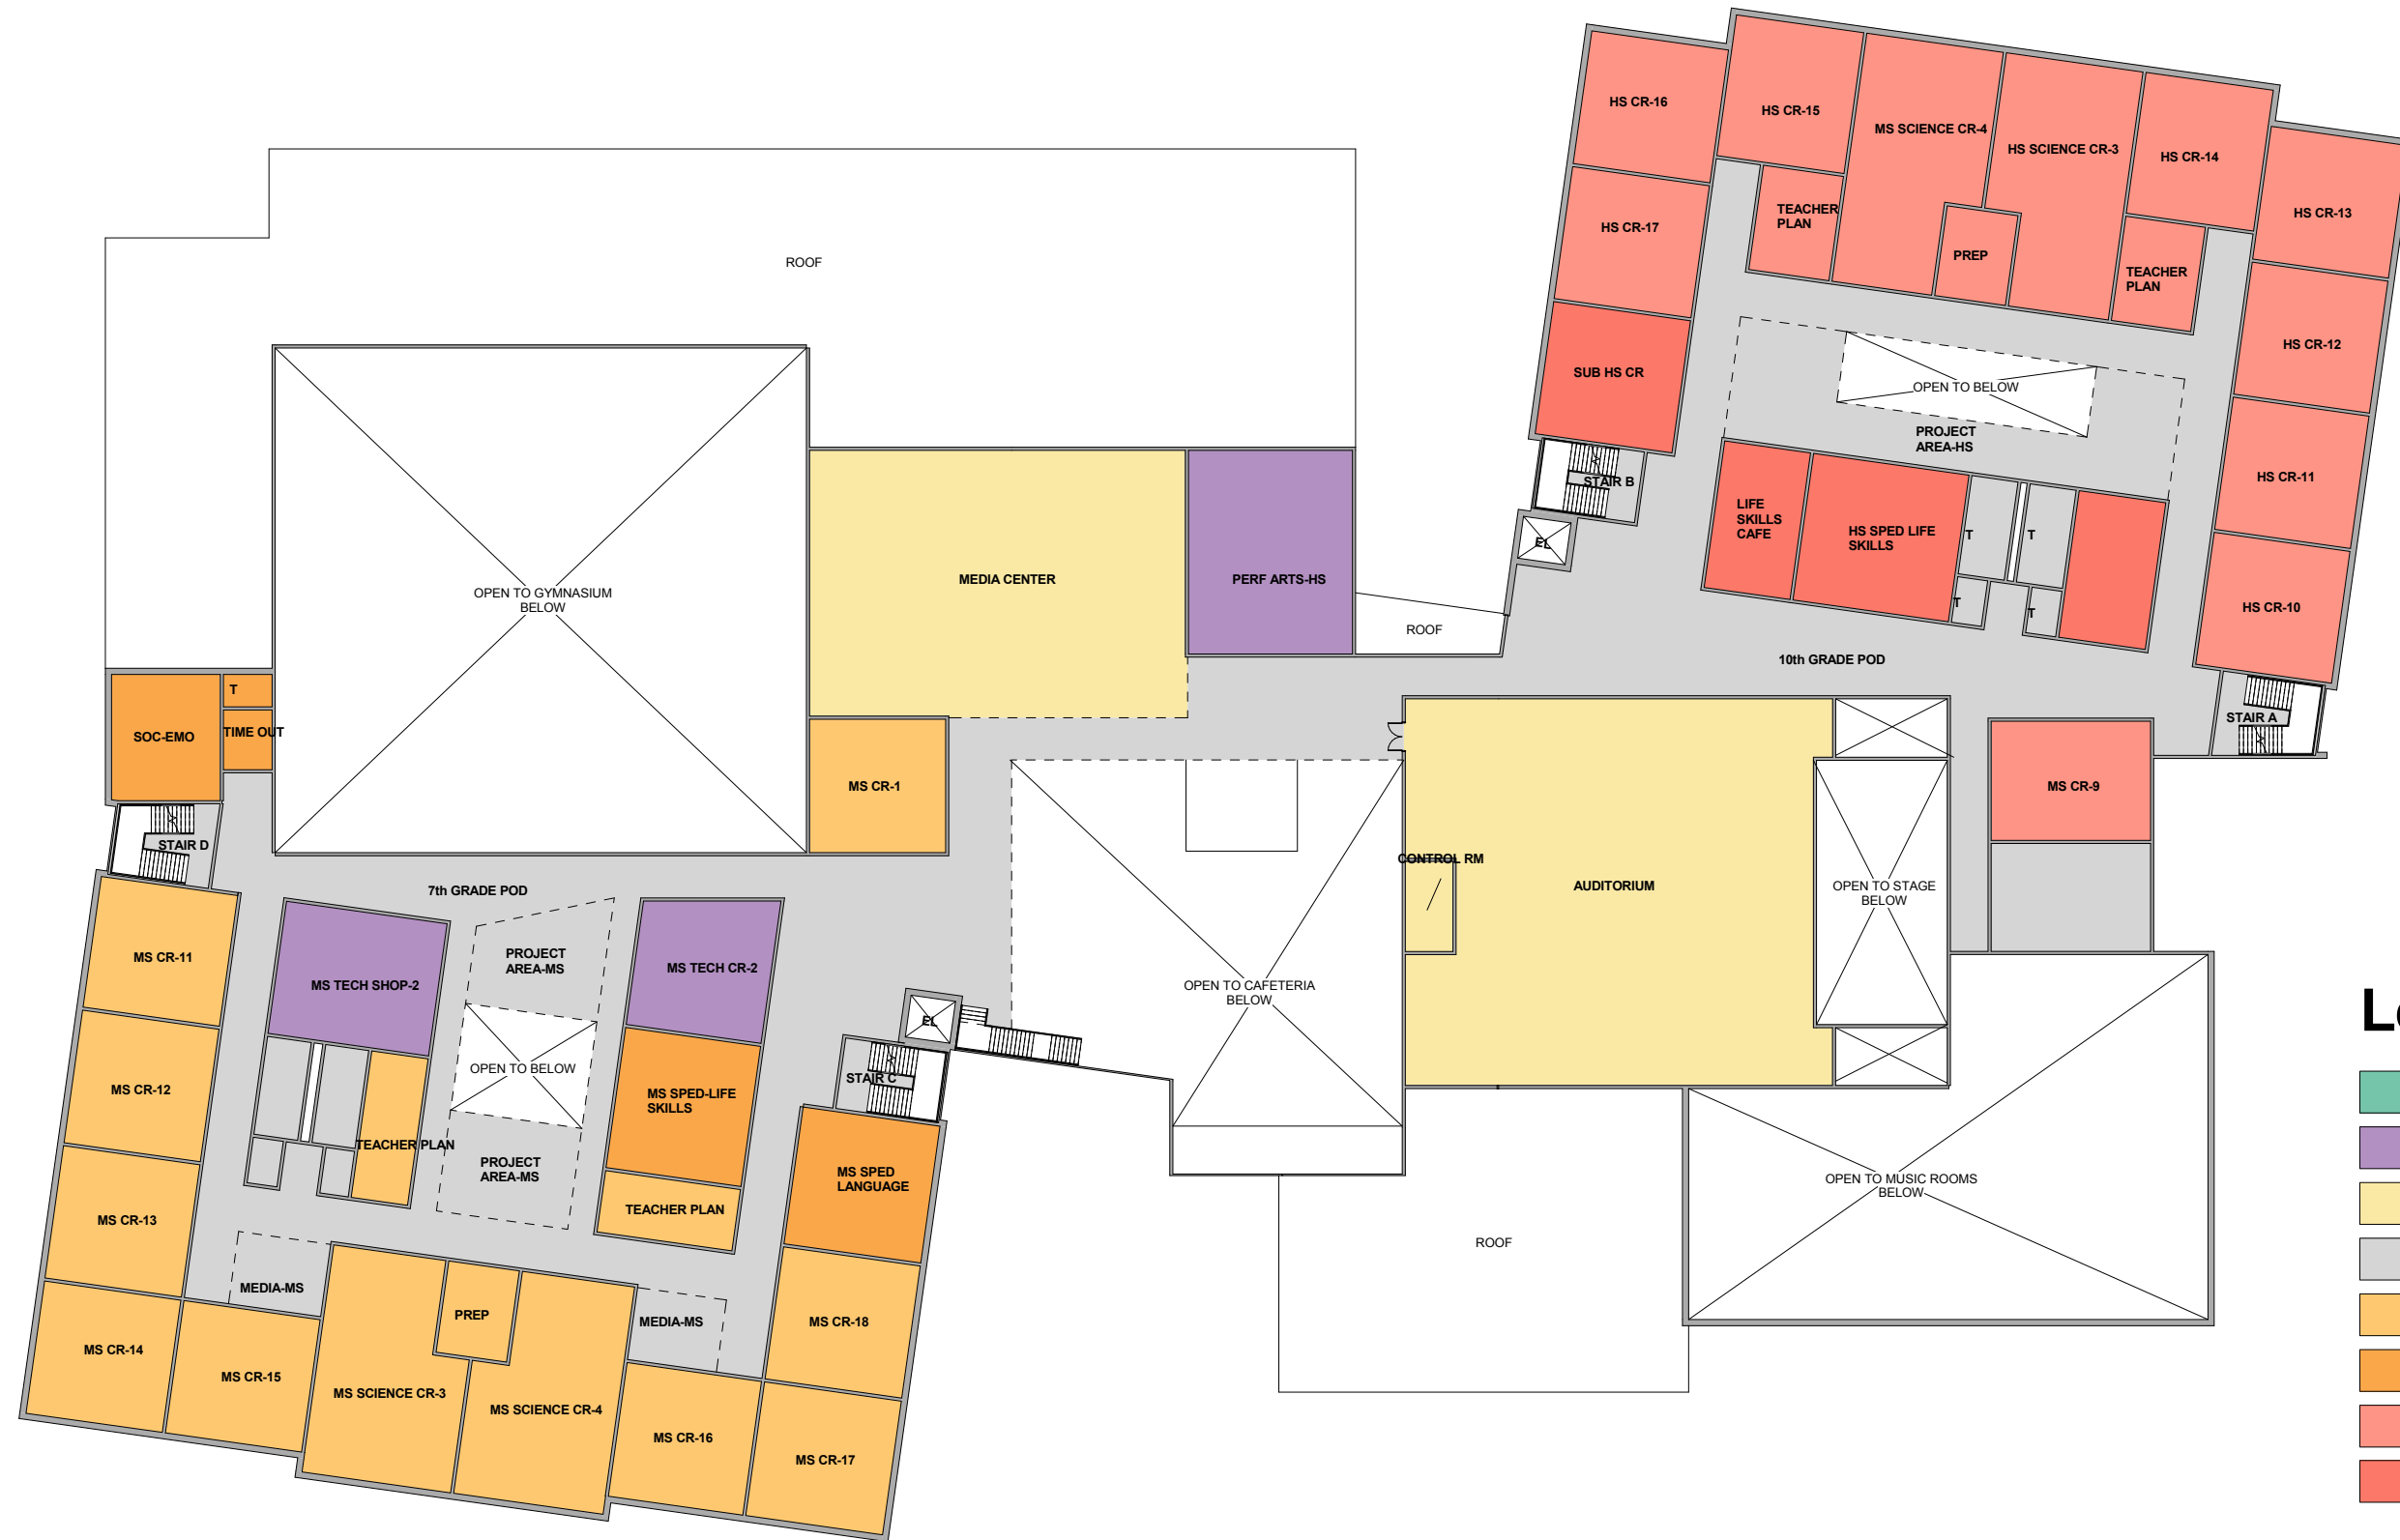 HS CR-16
HS CR-15
MS SCIENCE CR-4
HS SCIENCE CR-3
HS CR-14
HS CR-13
TEACHER
PLAN
HS CR-17
PREP
TEACHER
PLAN
ROOF
HS CR-12
SUB HS CR
OPEN TO BELOW
PROJECT
AREA-HS
STAIR B
HS CR-11
LIFE
SKILLS
CAFE
HS SPED LIFE
SKILLS
T
T
EL
T
T
HS CR-10
MEDIA CENTER
PERF ARTS-HS
OPEN TO GYMNASIUM
BELOW
ROOF
10th GRADE POD
T
SOC-EMO
TIME OUT
STAIR A
MS CR-1
MS CR-9
STAIR D
CONTROL RM
AUDITORIUM
OPEN TO STAGE
BELOW
7th GRADE POD
MS CR-11
MS TECH SHOP-2
PROJECT
AREA-MS
MS TECH CR-2
OPEN TO CAFETERIA
BELOW
EL
MS CR-12
OPEN TO BELOW
STAIR C
MS SPED-LIFE
SKILLS
TEACHER PLAN
PROJECT
AREA-MS
MS SPED
LANGUAGE
OPEN TO MUSIC ROOMS
BELOW
MS CR-13
TEACHER PLAN
ROOF
MEDIA-MS
PREP
MEDIA-MS
MS CR-18
MS CR-14
MS CR-15
MS SCIENCE CR-3
MS SCIENCE CR-4
MS CR-16
MS CR-17